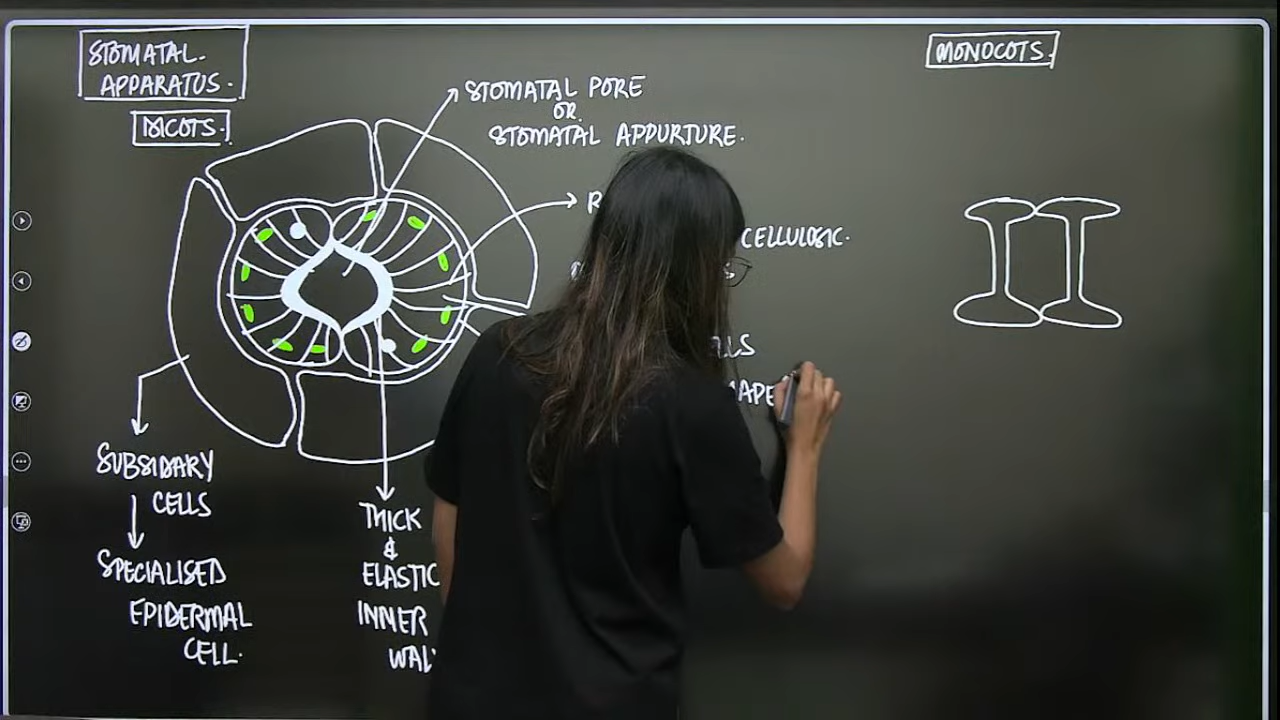 STOMATAL
APPARATUS.
DICOTS.
STOMATAL PORE
OR
STOMATAL APPURTURE.
MONOCOTS.
CELLULOSIC.
SUBSIDARY
CELLS
SPECIALISED
EPIDERMAL
CELL.
THICK
&
ELASTIC
INNER